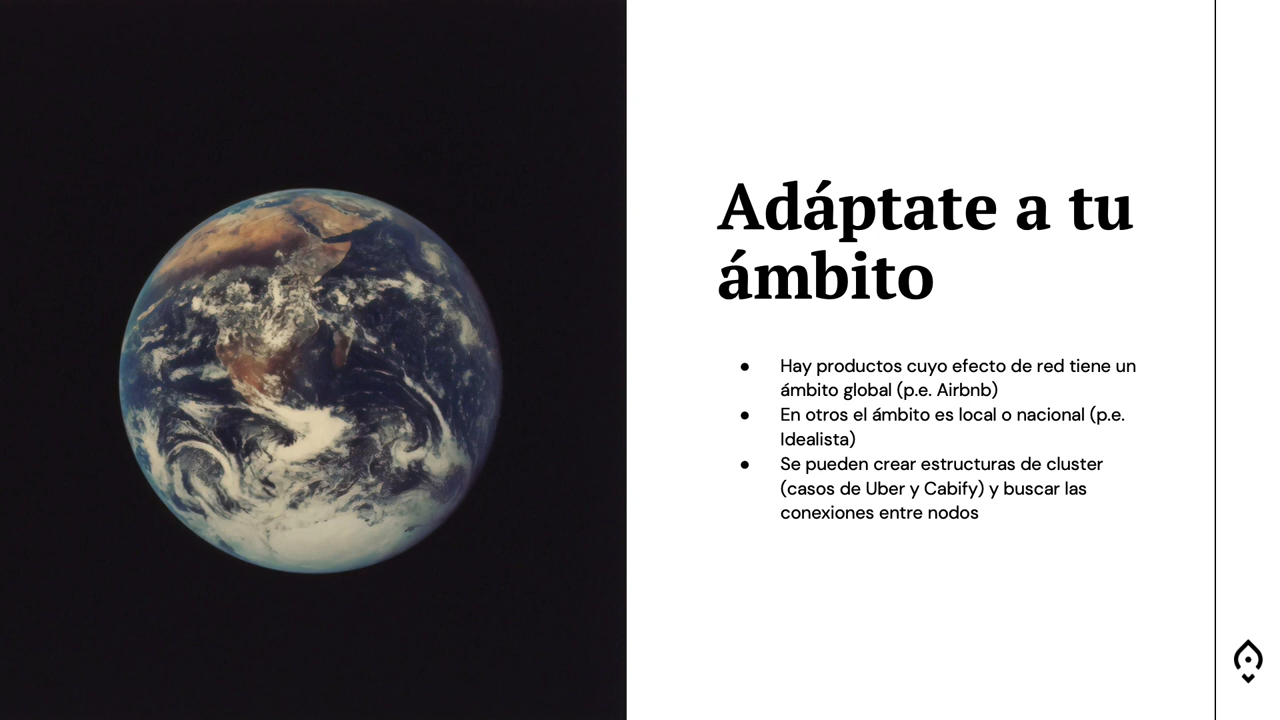 Adáptate a tu
ámbito
● Hay productos cuyo efecto de red tiene un
ámbito global (p.e. Airbnb)
● En otros el ámbito es local o nacional (p.e.
Idealista)
● Se pueden crear estructuras de cluster
(casos de Uber y Cabify) y buscar las
conexiones entre nodos